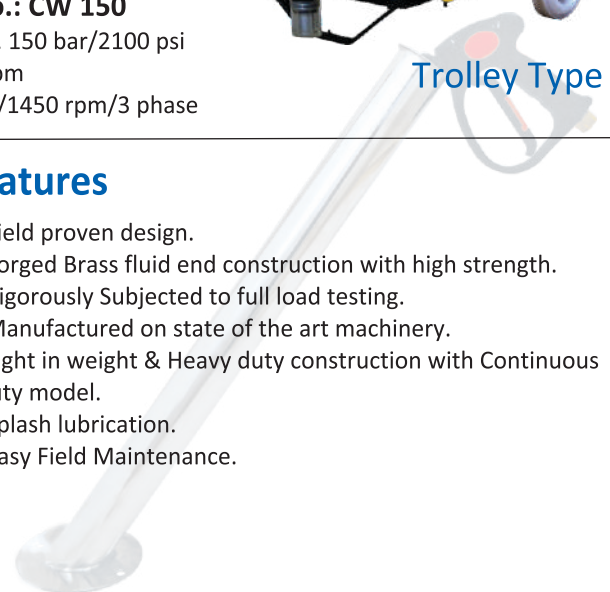 o.: CW 150
. 150 bar/2100 psi
om
/1450 rpm/3 phase
Trolley Type
atures
ield proven design.
orged Brass fluid end construction with high strength.
igorously Subjected to full load testing.
Manufactured on state of the art machinery.
ght in weight & Heavy duty construction with Continuous
uty model.
plash lubrication.
asy Field Maintenance.